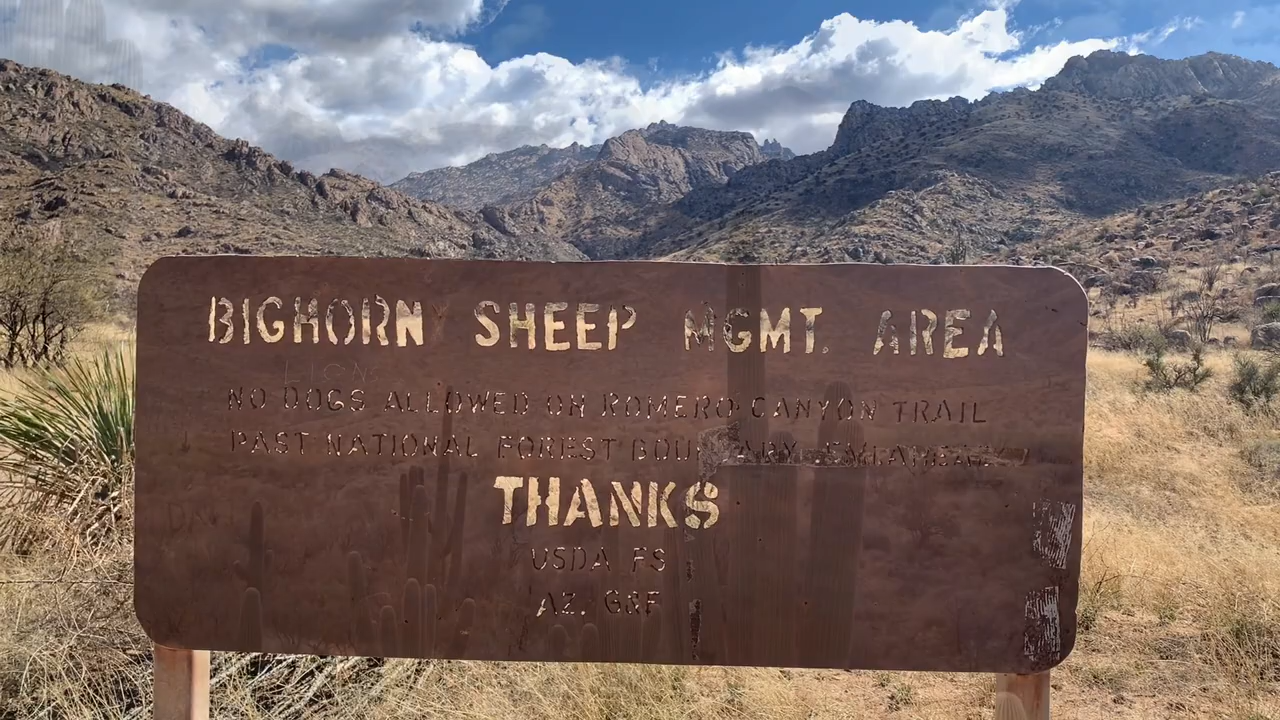 BIGHORN SHEEP MGMT. AREA
LION
NO DOGS ALLOWED ON ROMERO CANYON TRAIL
PAST NATIONAL FOREST BOUNDARY
THANKS
USDA FS
AZ. G&F